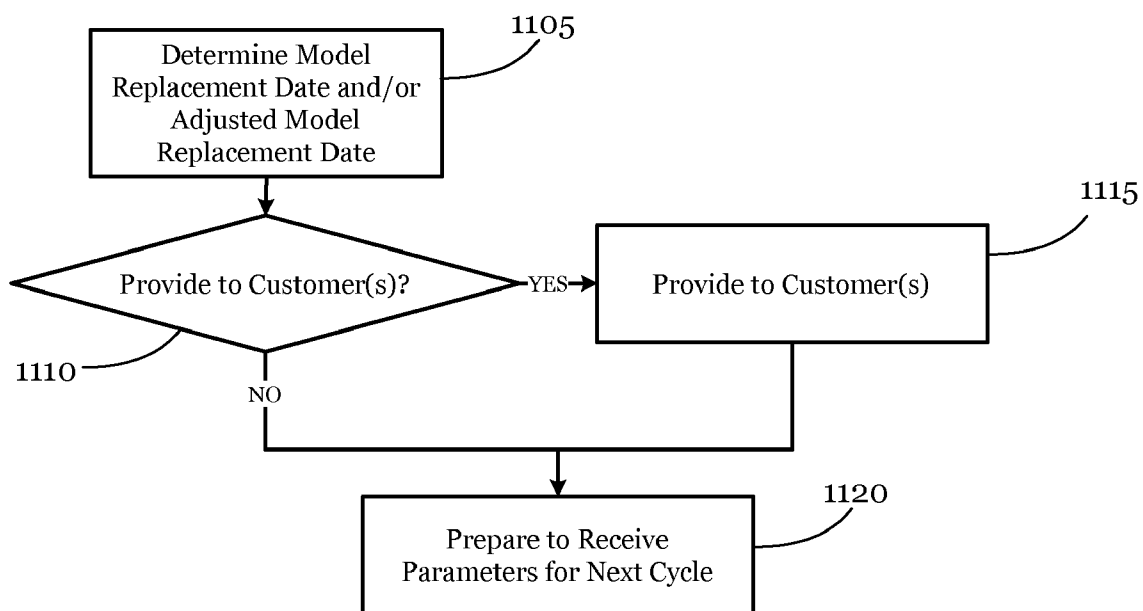 1105
Determine Model
Replacement Date and/or
Adjusted Model
Replacement Date
1115
Provide to Customer(s)?
YES
Provide to Customer(s)
1110
NO
1120
Prepare to Receive
Parameters for Next Cycle